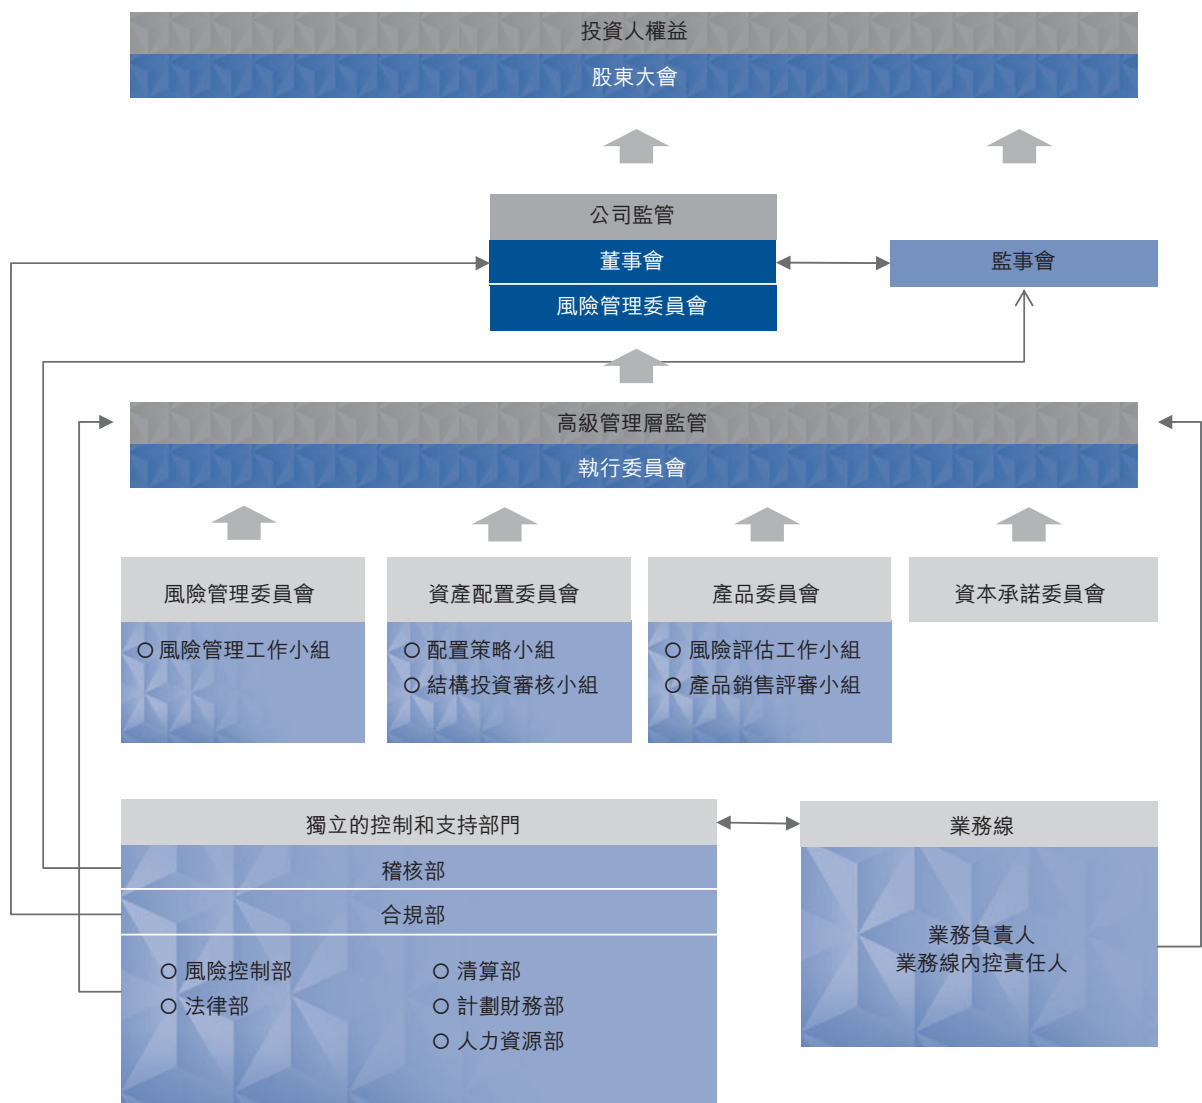 投資人權益
股東大會
公司監管
董事會
監事會
風險管理委員會
高級管理層監管
執行委員會
風險管理委員會
資產配置委員會
產品委員會
資本承諾委員會
風險管理工作小組
配置策略小組
結構投資審核小組
風險評估工作小組
產品銷售評審小組
獨立的控制和支持部門
業務線
稽核部
合規部
風險控制部
法律部
清算部
計劃財務部
人力資源部
業務負責人
業務線內控責任人